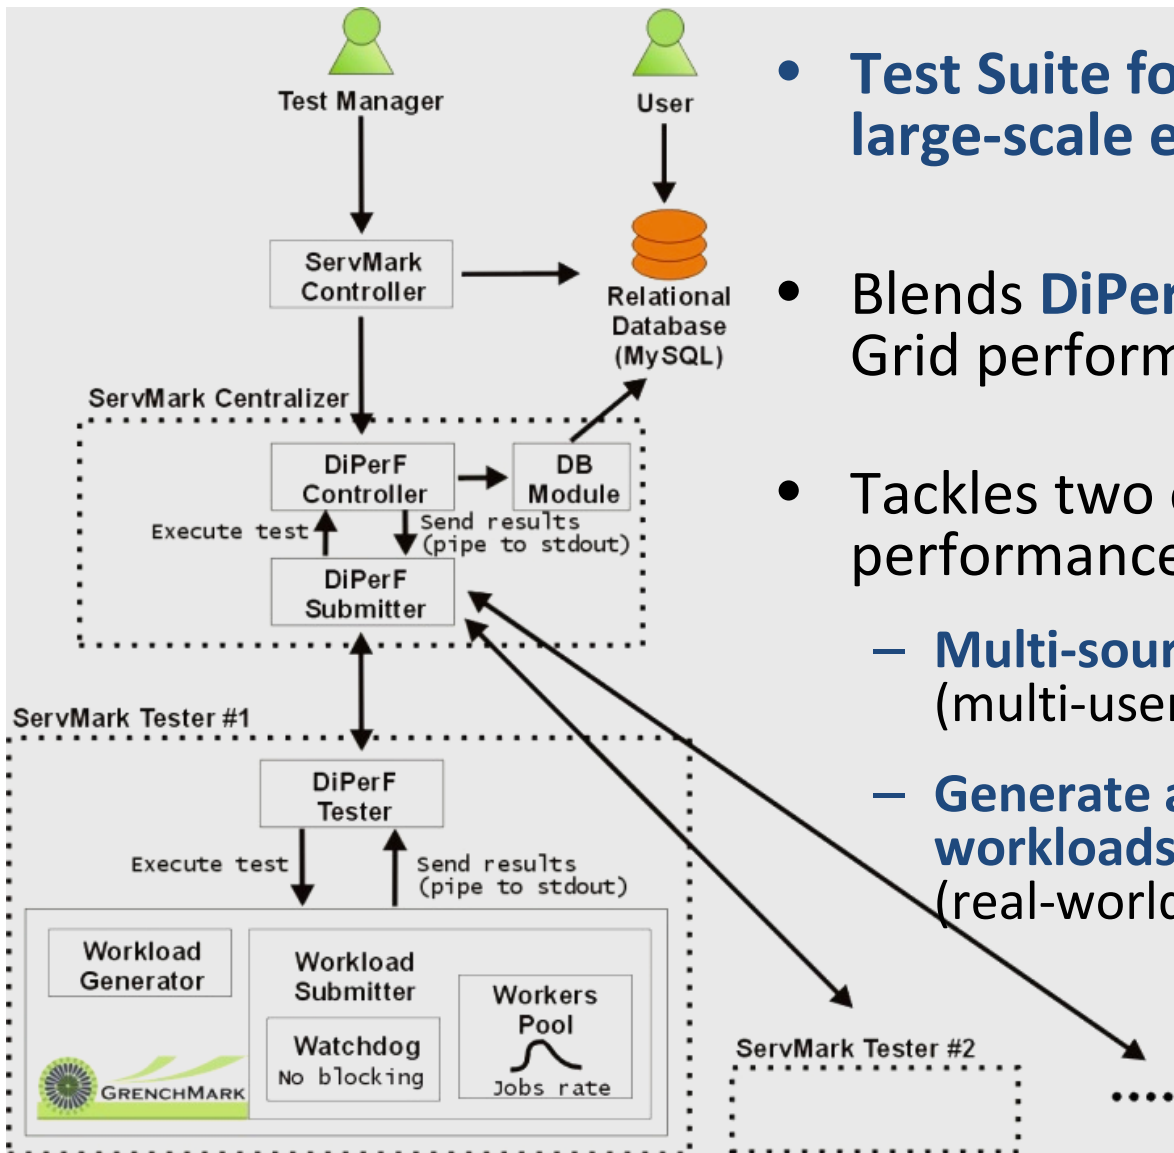 Test Manager
User
ServMark
Controller
Relational
Database
(MySQL)
ServMark Centralizer
DiPerF
Controller
DB
Module
Execute test
Send results
(pipe to stdout)
DiPerF
Submitter
ServMark Tester #1
DiPerF
Tester
Execute test
Send results
(pipe to stdout)
Workload
Generator
Workload
Submitter
Watchdog
No blocking
Workers
Pool
Jobs rate
GRENCHMARK
ServMark Tester #2
• Test Suite fo
large-scale e
• Blends DiPer
Grid perform
• Tackles two
performance
– Multi-sour
(multi-user
– Generate a
workloads
(real-world